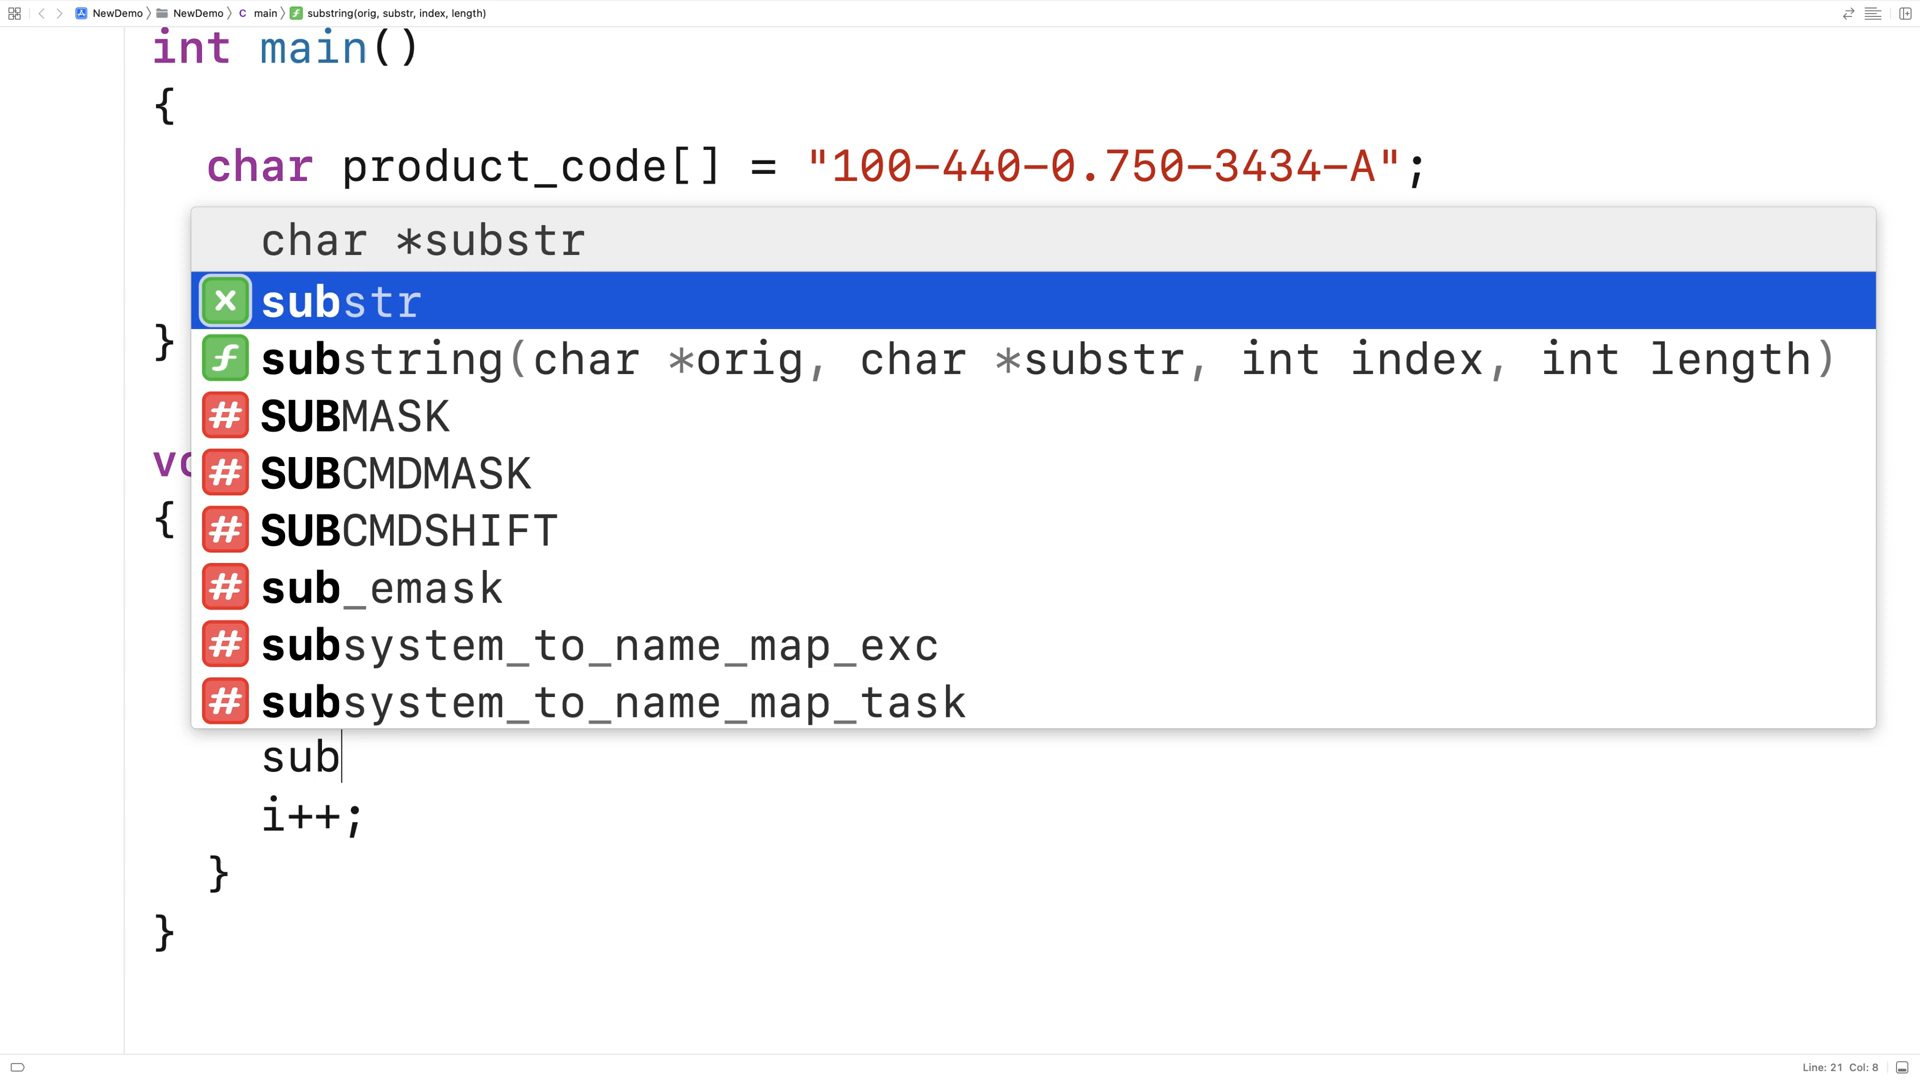 NewDemo NewDemo C main f substring(orig, substr, index, length)
int main()
{
char product_code[] = "100-440-0.750-3434-A";
char *substr
x substr
f substring(char *orig, char *substr, int index, int length)
}
# SUBMASK
vo
# SUBCMDMASK
{
# SUBCMDSHIFT
# sub_emask
# subsystem_to_name_map_exc
# subsystem_to_name_map_task
sub
i++;
}
}
Line: 21 Col: 8